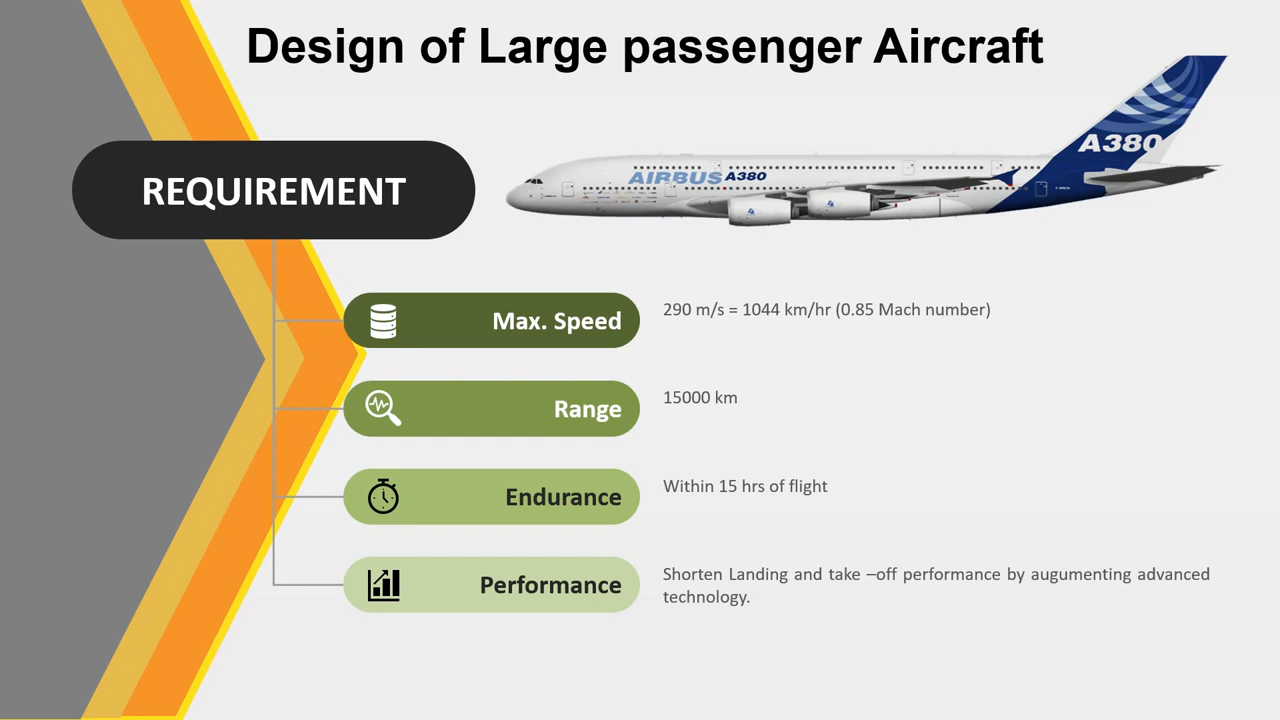 Design of Large passenger Aircraft
REQUIREMENT
AIRBUS A380
A380
Max. Speed
290 m/s = 1044 km/hr (0.85 Mach number)
Range
15000 km
Endurance
Within 15 hrs of flight
Performance
Shorten Landing and take –off performance by augumenting advanced
technology.